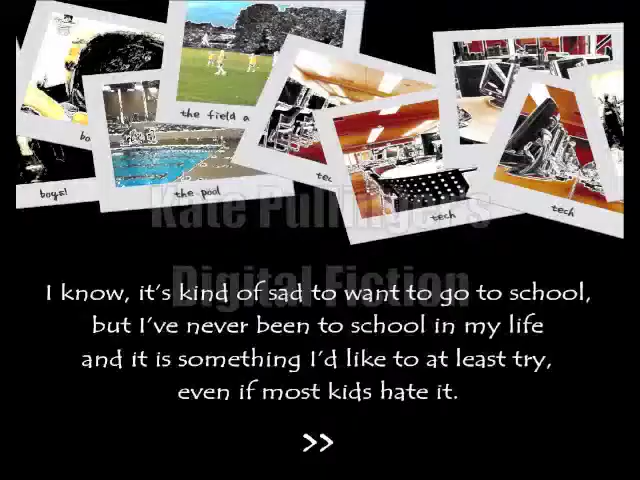 the field a
bo
boys!
the pool
tec
tech
tech
Kate Pullinger's
Digital Fiction
I know, it's kind of sad to want to go to school,
but I've never been to school in my life
and it is something I'd like to at least try,
even if most kids hate it.
>>